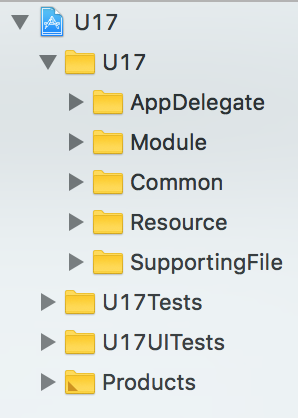 U17
U17
AppDelegate
Module
Common
Resource
SupportingFile
U17Tests
U17UITests
Products